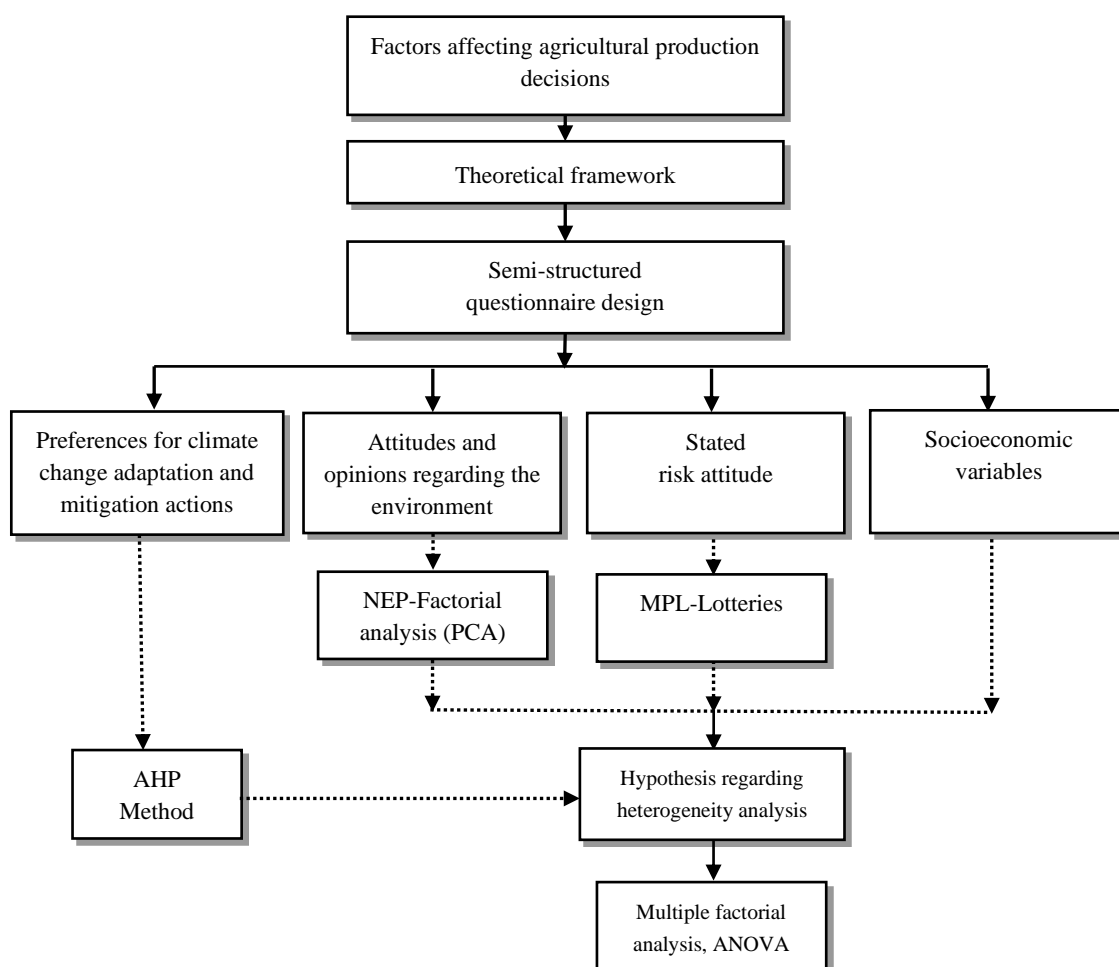 Factors affecting agricultural production
decisions
Theoretical framework
Semi-structured
questionnaire design
Preferences for climate
change adaptation and
mitigation actions
Attitudes and
opinions regarding the
environment
Stated
risk attitude
Socioeconomic
variables
NEP-Factorial
analysis (PCA)
MPL-Lotteries
AHP
Method
Hypothesis regarding
heterogeneity analysis
Multiple factorial
analysis, ANOVA